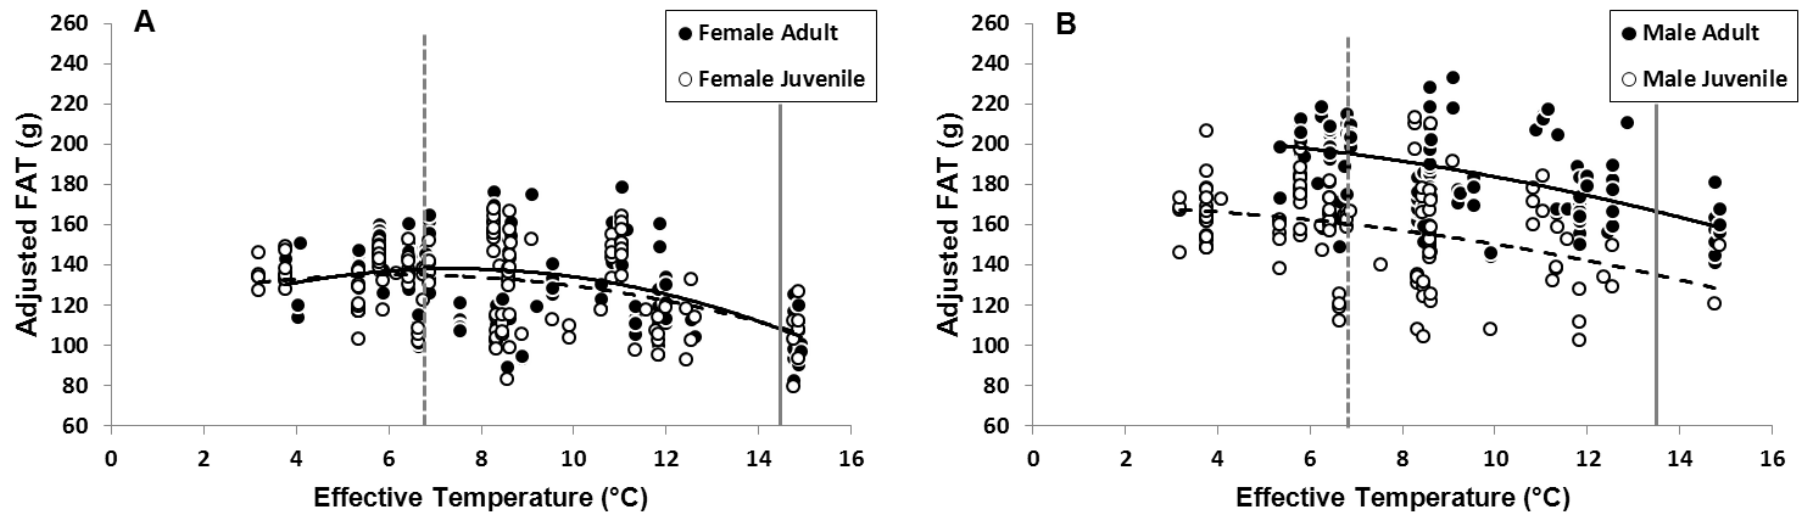 A
260
240
220
200
180
160
140
120
100
80
60
Adjusted FAT (g)
Female Adult
Female Juvenile
0 2 4 6 8 10 12 14 16
Effective Temperature (°C)
B
260
240
220
200
180
160
140
120
100
80
60
Adjusted FAT (g)
Male Adult
Male Juvenile
0 2 4 6 8 10 12 14 16
Effective Temperature (°C)